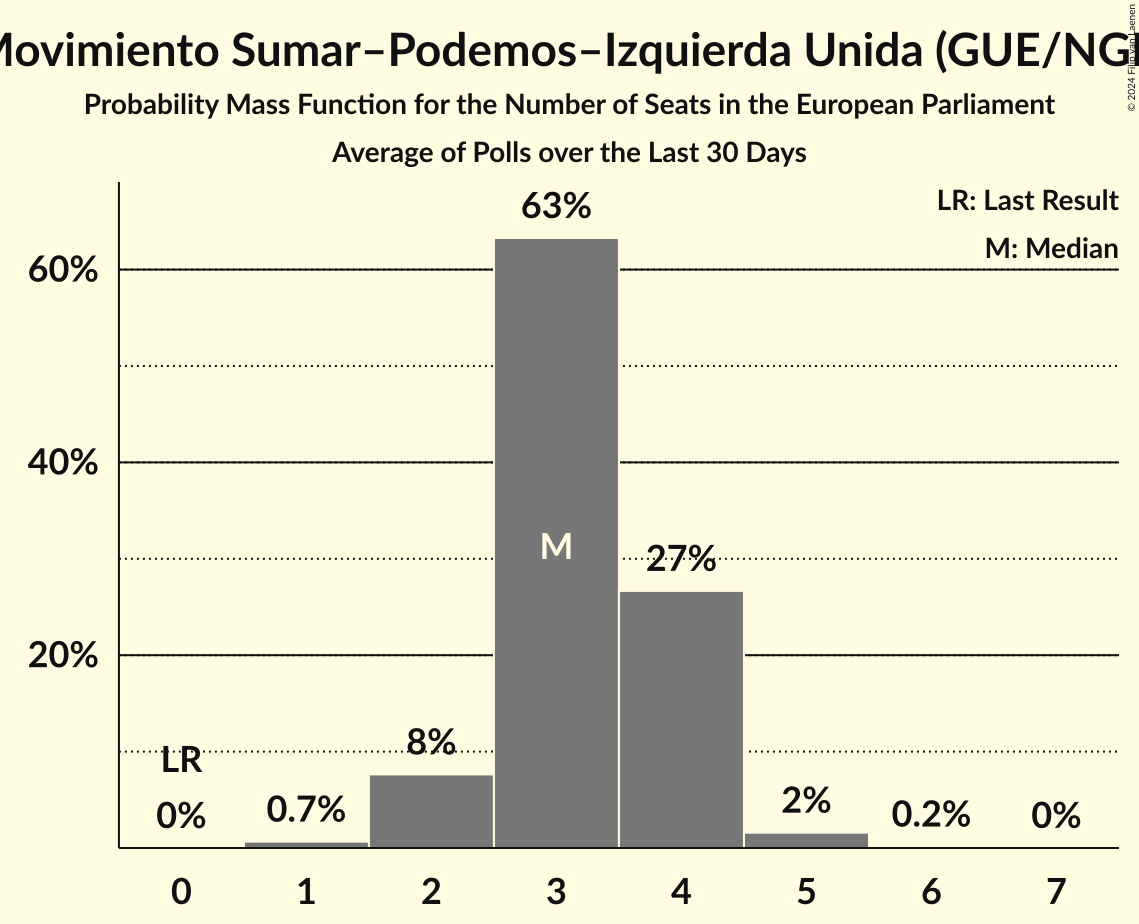 Movimiento Sumar–Podemos–Izquierda Unida (GUE/NG
Probability Mass Function for the Number of Seats in the European Parliament
Average of Polls over the Last 30 Days
© 2024 Filip van Laenen
LR: Last Result
M: Median
63%
60%
40%
M
27%
20%
LR
8%
0%
0.7%
2%
0.2%
0%
0 1 2 3 4 5 6 7